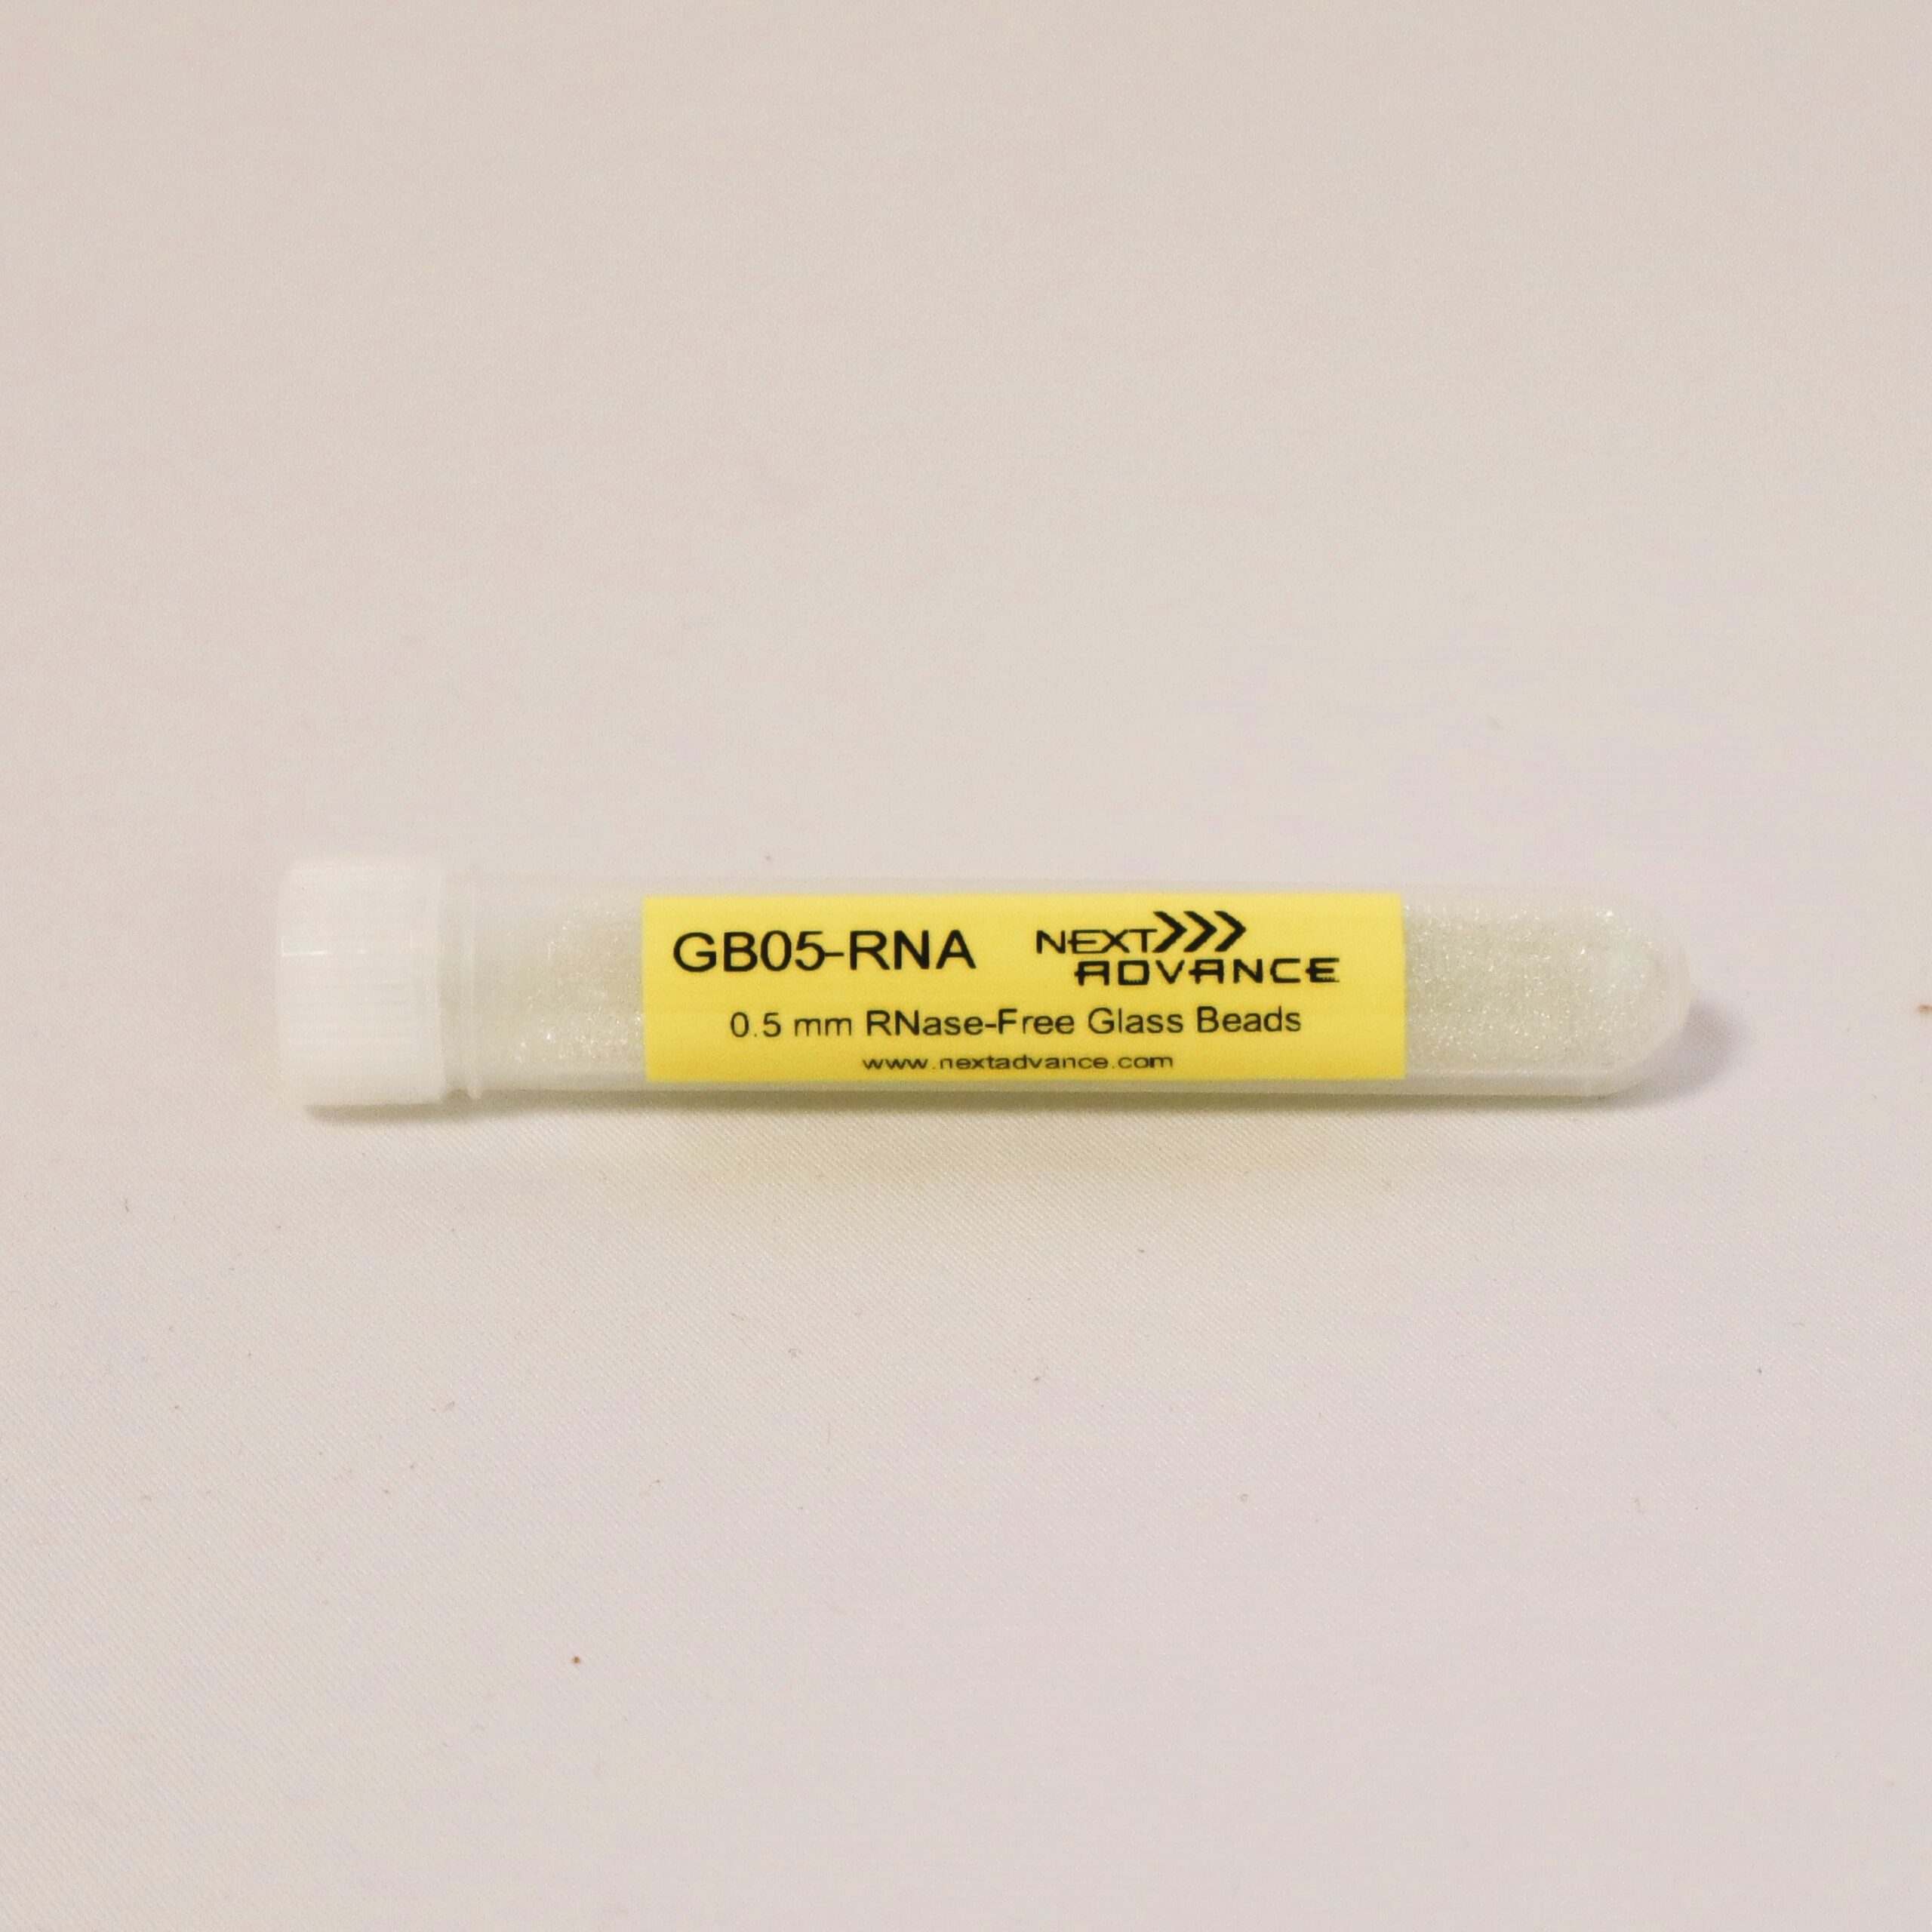 GB05-RNA
NEXT
ADVANCE
0.5 mm RNase-Free Glass Beads
www.nextadvance.com